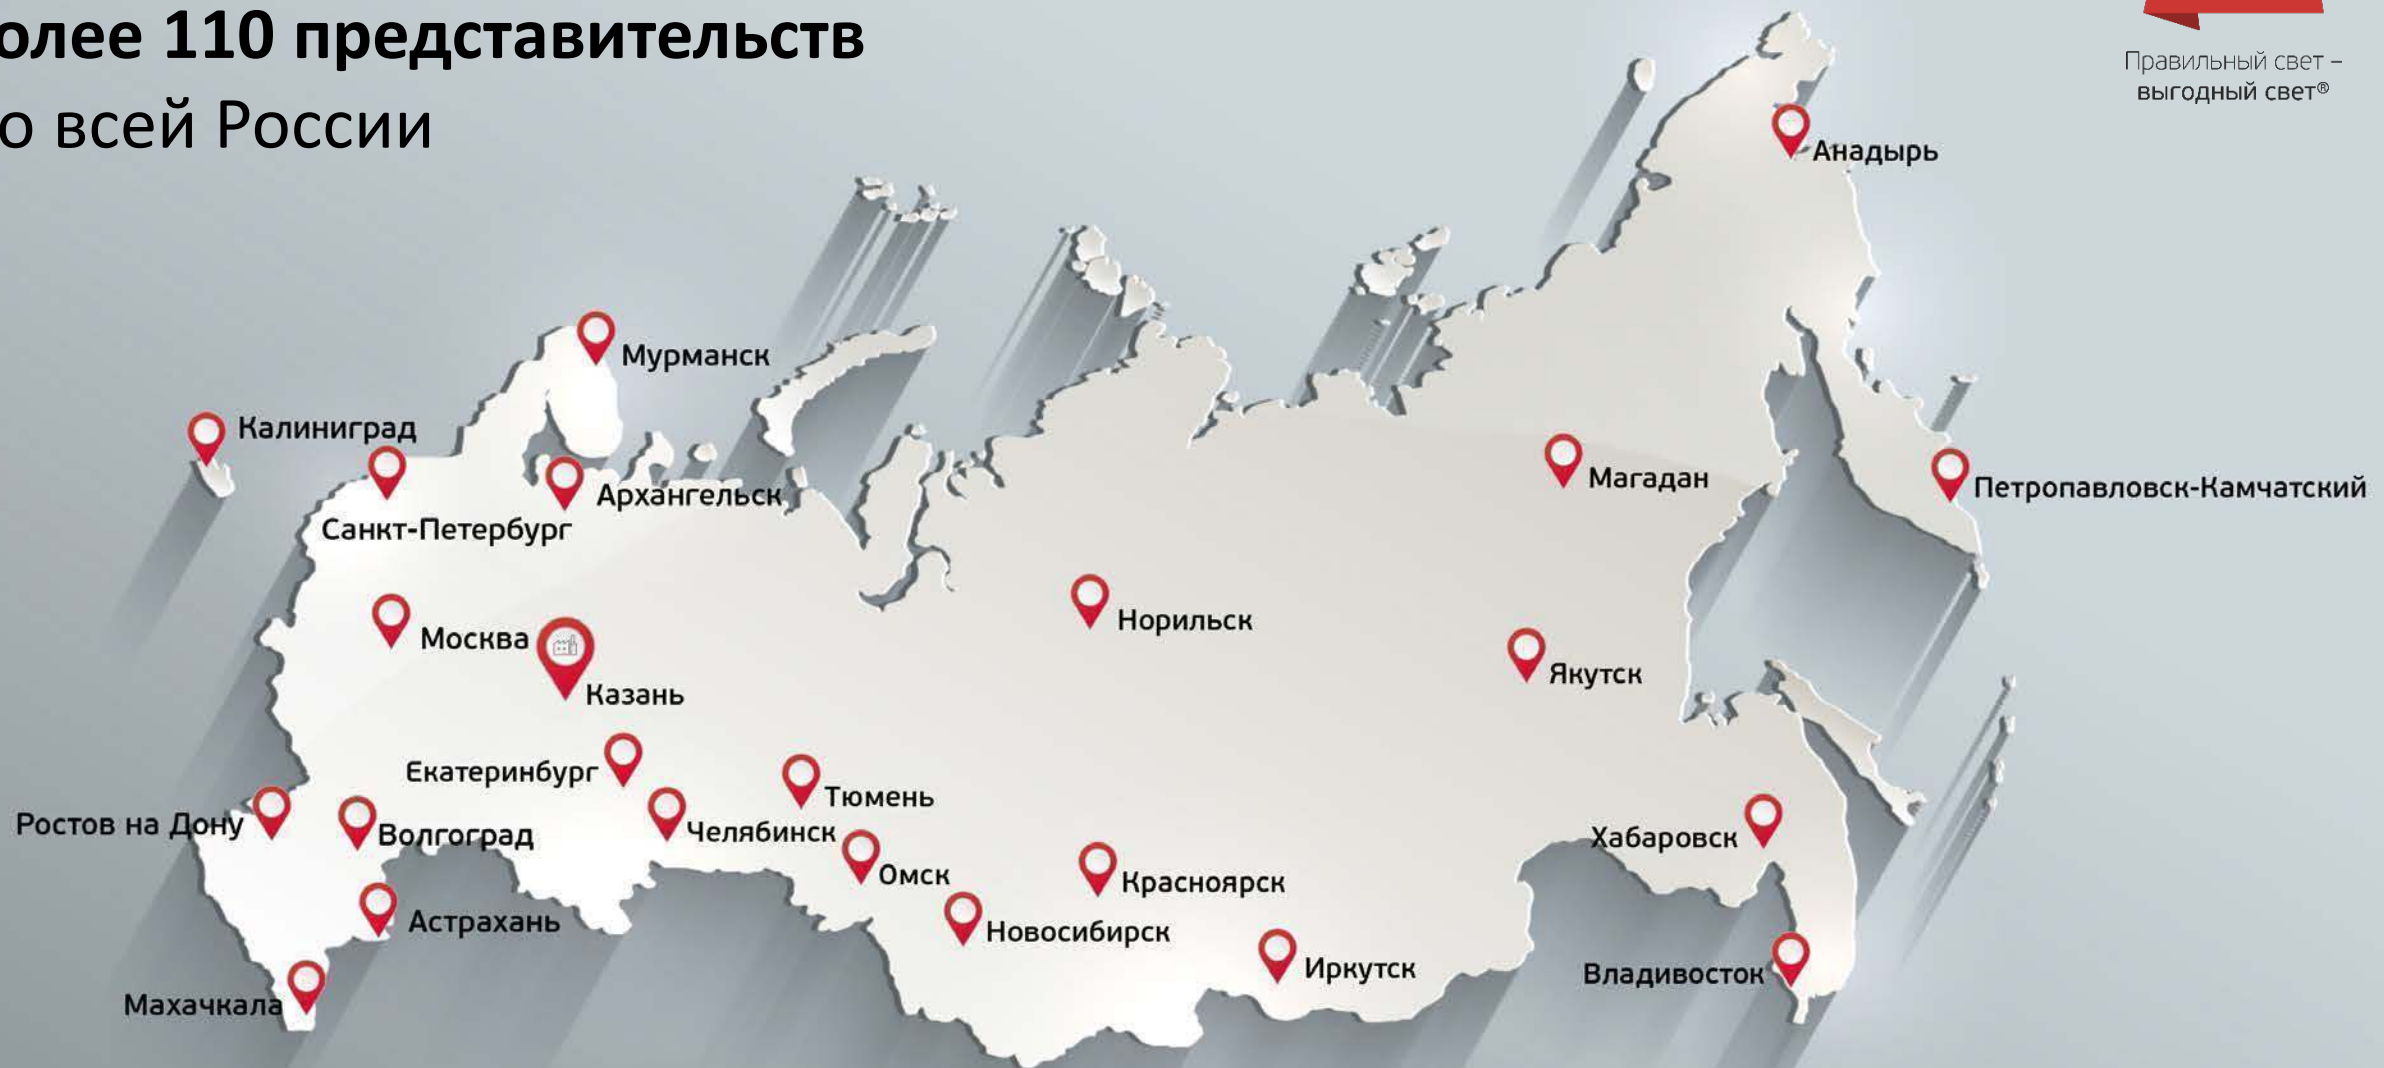 олее 110 представительств
о всей России
Правильный свет –
выгодный свет®
Анадырь
Мурманск
Калининград
Архангельск
Санкт-Петербург
Магадан
Петропавловск-Камчатский
Норильск
Москва
Якутск
Казань
Екатеринбург
Тюмень
Ростов на Дону
Волгоград
Челябинск
Хабаровск
Омск
Красноярск
Астрахань
Новосибирск
Иркутск
Владивосток
Махачкала